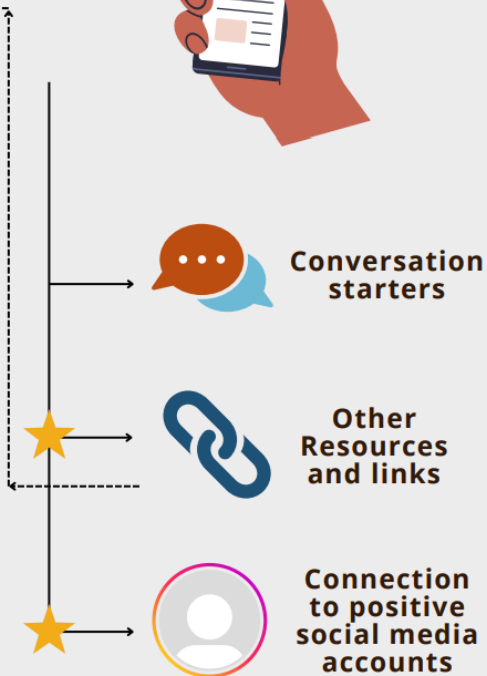 Conversation
starters
Other
Resources
and links
Connection
to positive
social media
accounts